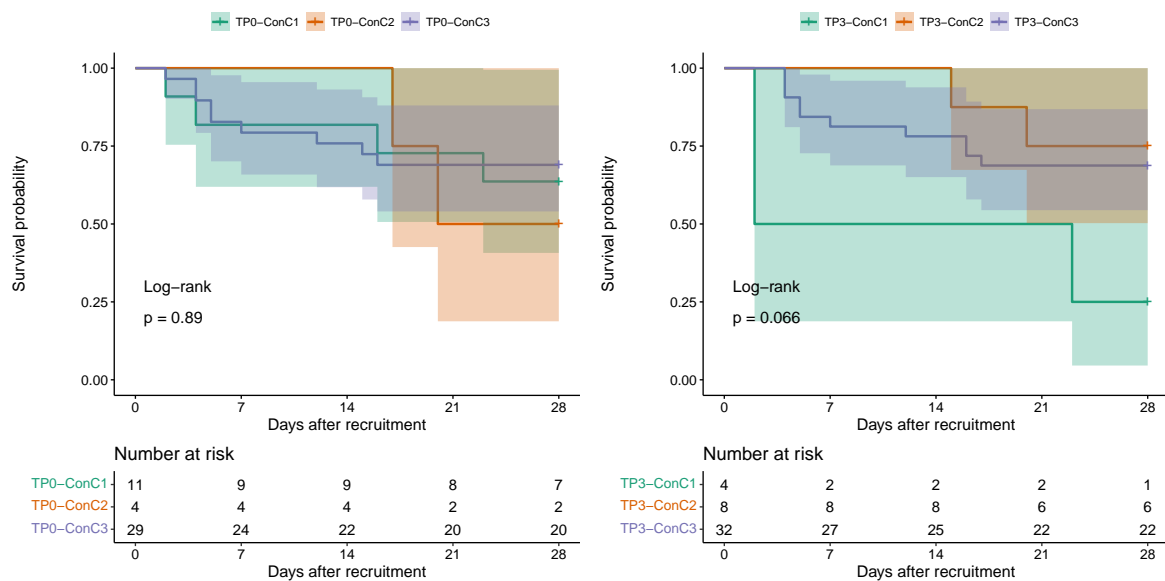 TP0−ConC1 TP0−ConC2 TP0−ConC3
1.00
0.75
0.50
0.25
0.00
Survival probability
Log−rank
p = 0.89
0 7 14 21 28
Days after recruitment
Number at risk
TP0−ConC1 11 9 9 8 7
TP0−ConC2 4 4 4 2 2
TP0−ConC3 29 24 22 20 20
0 7 14 21 28
Days after recruitment
TP3−ConC1 TP3−ConC2 TP3−ConC3
1.00
0.75
0.50
0.25
0.00
Survival probability
Log−rank
p = 0.066
0 7 14 21 28
Days after recruitment
Number at risk
TP3−ConC1 4 2 2 2 1
TP3−ConC2 8 8 8 6 6
TP3−ConC3 32 27 25 22 22
0 7 14 21 28
Days after recruitment